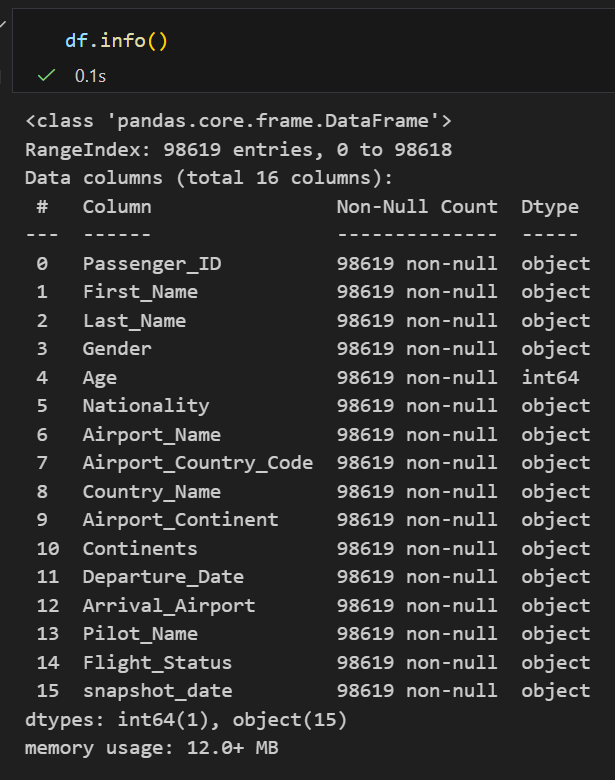 df.info()
0.1s
<class 'pandas.core.frame.DataFrame'>
RangeIndex: 98619 entries, 0 to 98618
Data columns (total 16 columns):
 #   Column                Non-Null Count  Dtype
---  ------                --------------  -----
 0   Passenger_ID          98619 non-null  object
 1   First_Name            98619 non-null  object
 2   Last_Name             98619 non-null  object
 3   Gender                98619 non-null  object
 4   Age                   98619 non-null  int64
 5   Nationality           98619 non-null  object
 6   Airport_Name          98619 non-null  object
 7   Airport_Country_Code  98619 non-null  object
 8   Country_Name          98619 non-null  object
 9   Airport_Continent     98619 non-null  object
 10  Continents            98619 non-null  object
 11  Departure_Date        98619 non-null  object
 12  Arrival_Airport       98619 non-null  object
 13  Pilot_Name            98619 non-null  object
 14  Flight_Status         98619 non-null  object
 15  snapshot_date         98619 non-null  object
dtypes: int64(1), object(15)
memory usage: 12.0+ MB